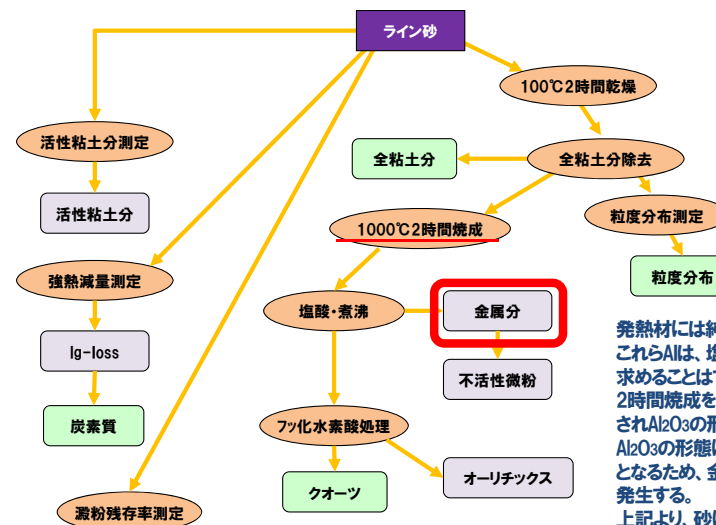 ライン砂
100℃2時間乾燥
活性粘土分測定
全粘土分
全粘土分除去
活性粘土分
1000℃2時間焼成
粒度分布測定
強熱減量測定
粒度分布
塩酸・煮沸
金属分
Ig-loss
不活性微粉
炭素質
フッ化水素酸処理
クオーツ
オーリチックス
澱粉残存率測定
発熱材には
これらAlは、
求めることは
2時間焼成を
されAl2O3の形
Al2O3の形態
となるため、金
発生する。
上記より、砂